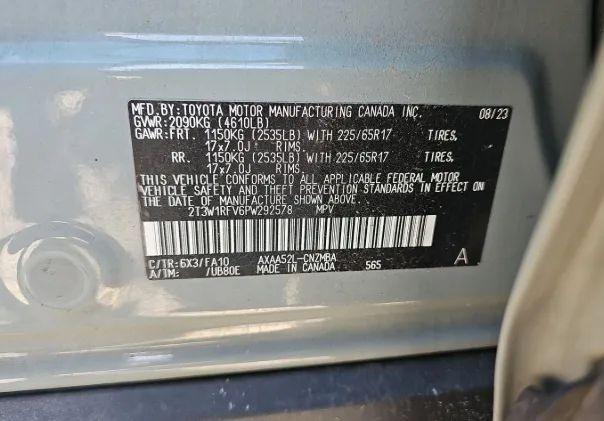 MFD.BY:TOYOTA MOTOR MANUFACTURING CANADA INC. 08/23
GVWR:2090KG (4610LB)
GAWR:FRT. 1150KG (2535LB) WITH 225/65R17 TIRES,
17x7.0J RIMS,
RR. 1150KG (2535LB) WITH 225/65R17 TIRES,
17x7.0J RIMS.
THIS VEHICLE CONFORMS TO ALL APPLICABLE FEDERAL MOTOR
VEHICLE SAFETY AND THEFT PREVENTION STANDARDS IN EFFECT ON
THE DATE OF MANUFACTURE SHOWN ABOVE.
2T3W1RFV6PW292578 MPV
C/TR:6X3/FA10 AXAA52L-CNZMBA A
A/TM: /UB80E MADE IN CANADA 565